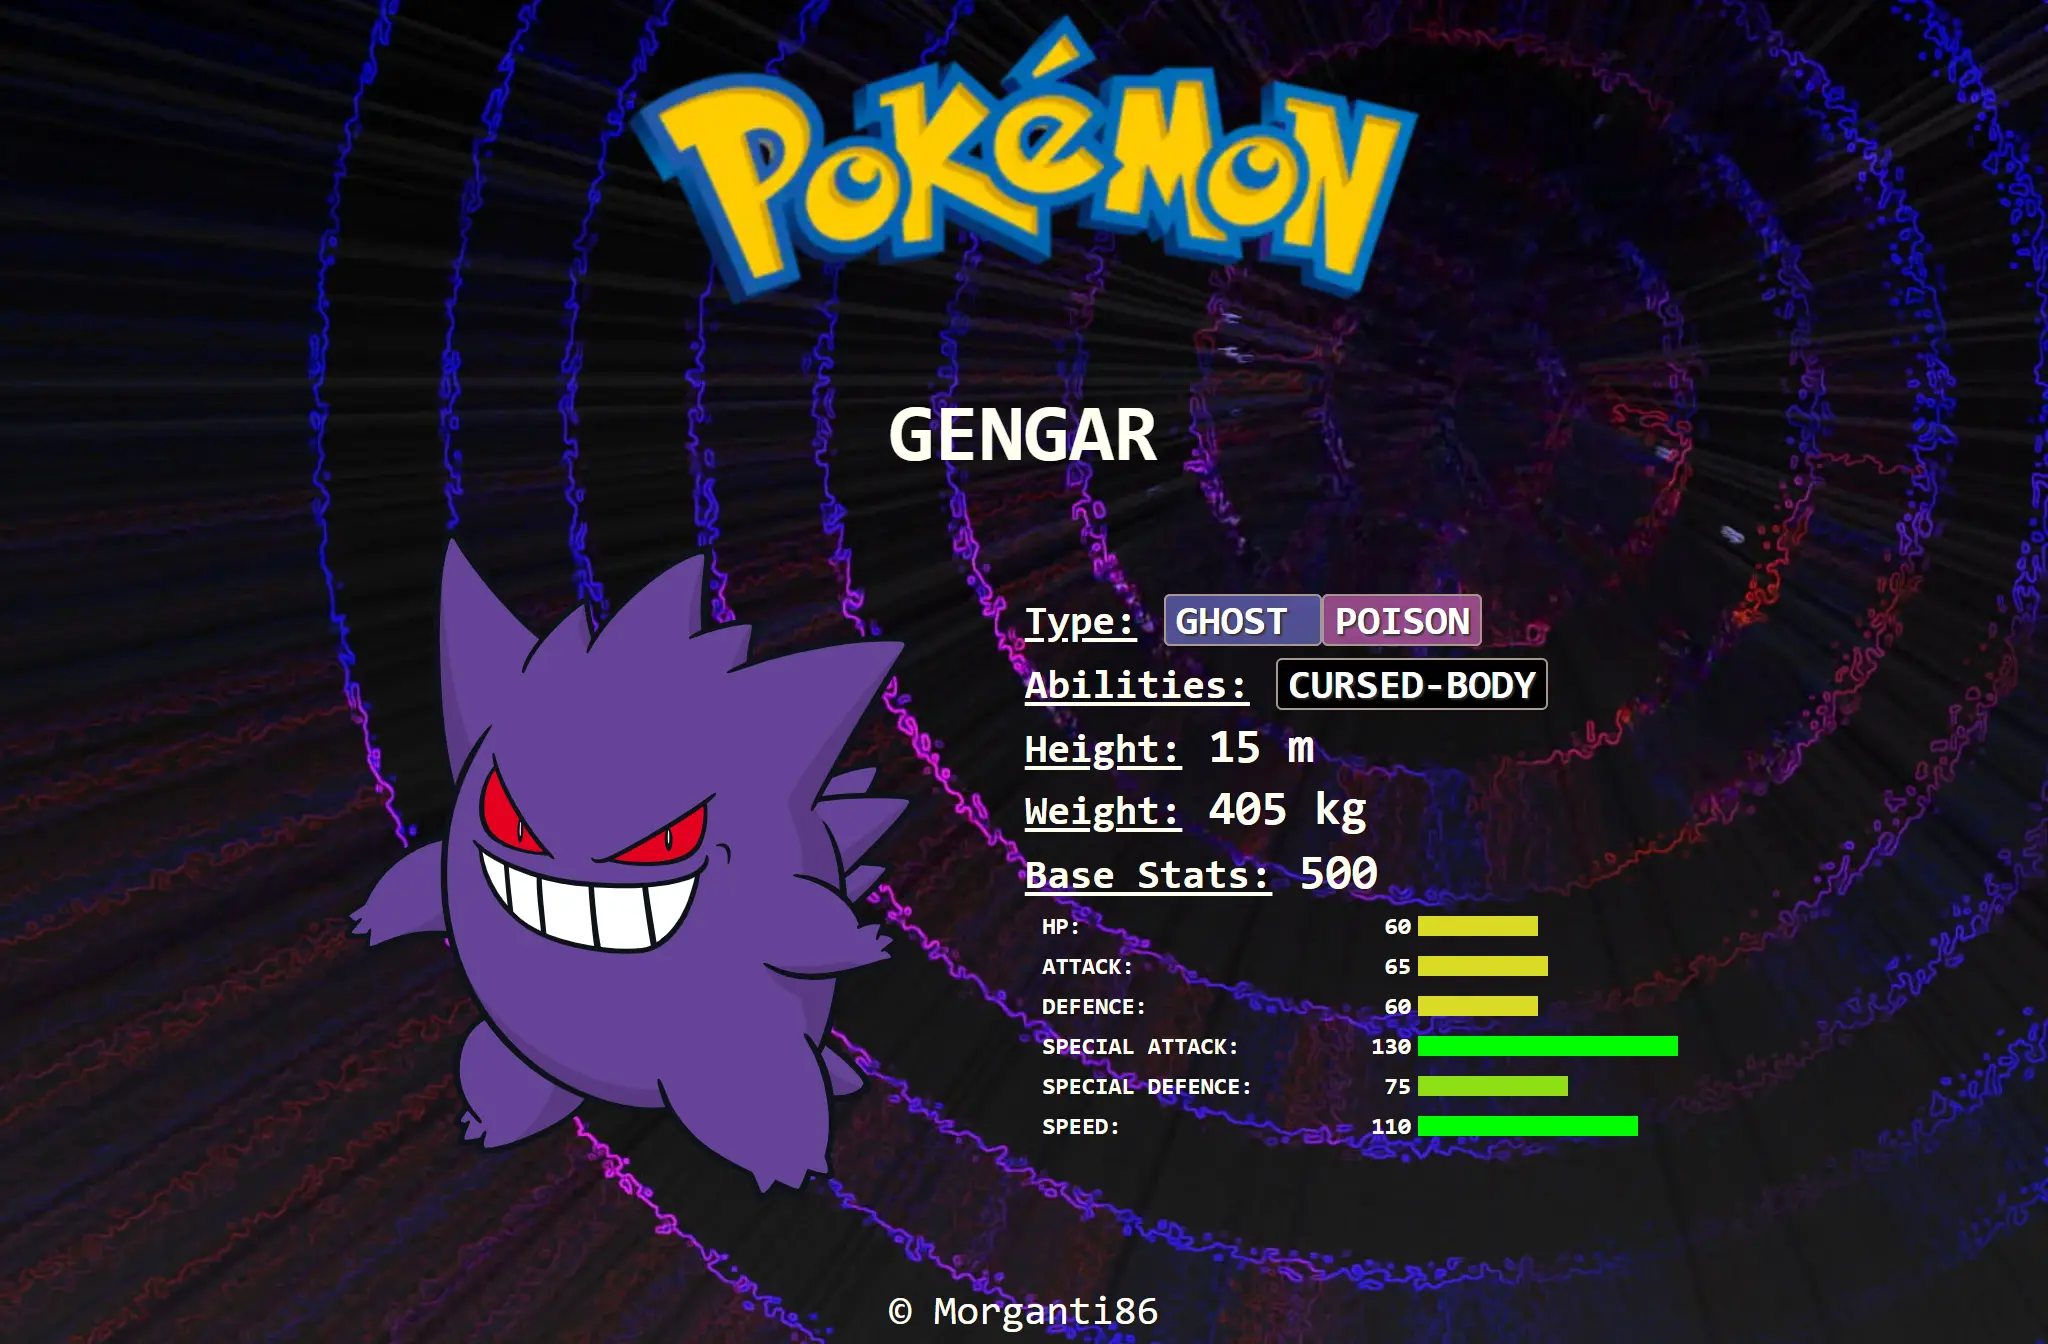 POKéMON
GENGAR
Type: GHOST POISON
Abilities: CURSED-BODY
Height: 15 m
Weight: 405 kg
Base Stats: 500
HP: 60
ATTACK: 65
DEFENCE: 60
SPECIAL ATTACK: 130
SPECIAL DEFENCE: 75
SPEED: 110
© Morganti86